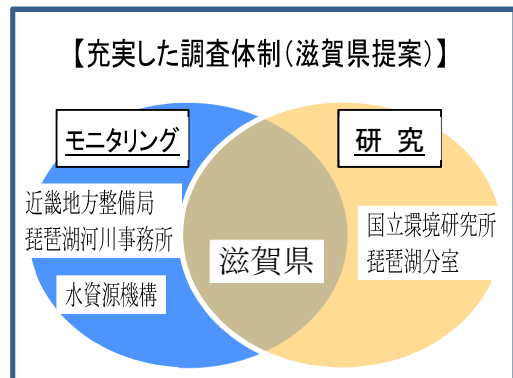 【充実した調査体制（滋賀県提案）】
モニタリング
研 究
近畿地方整備局
琵琶湖河川事務所
水資源機構
滋賀県
国立環境研究所
琵琶湖分室